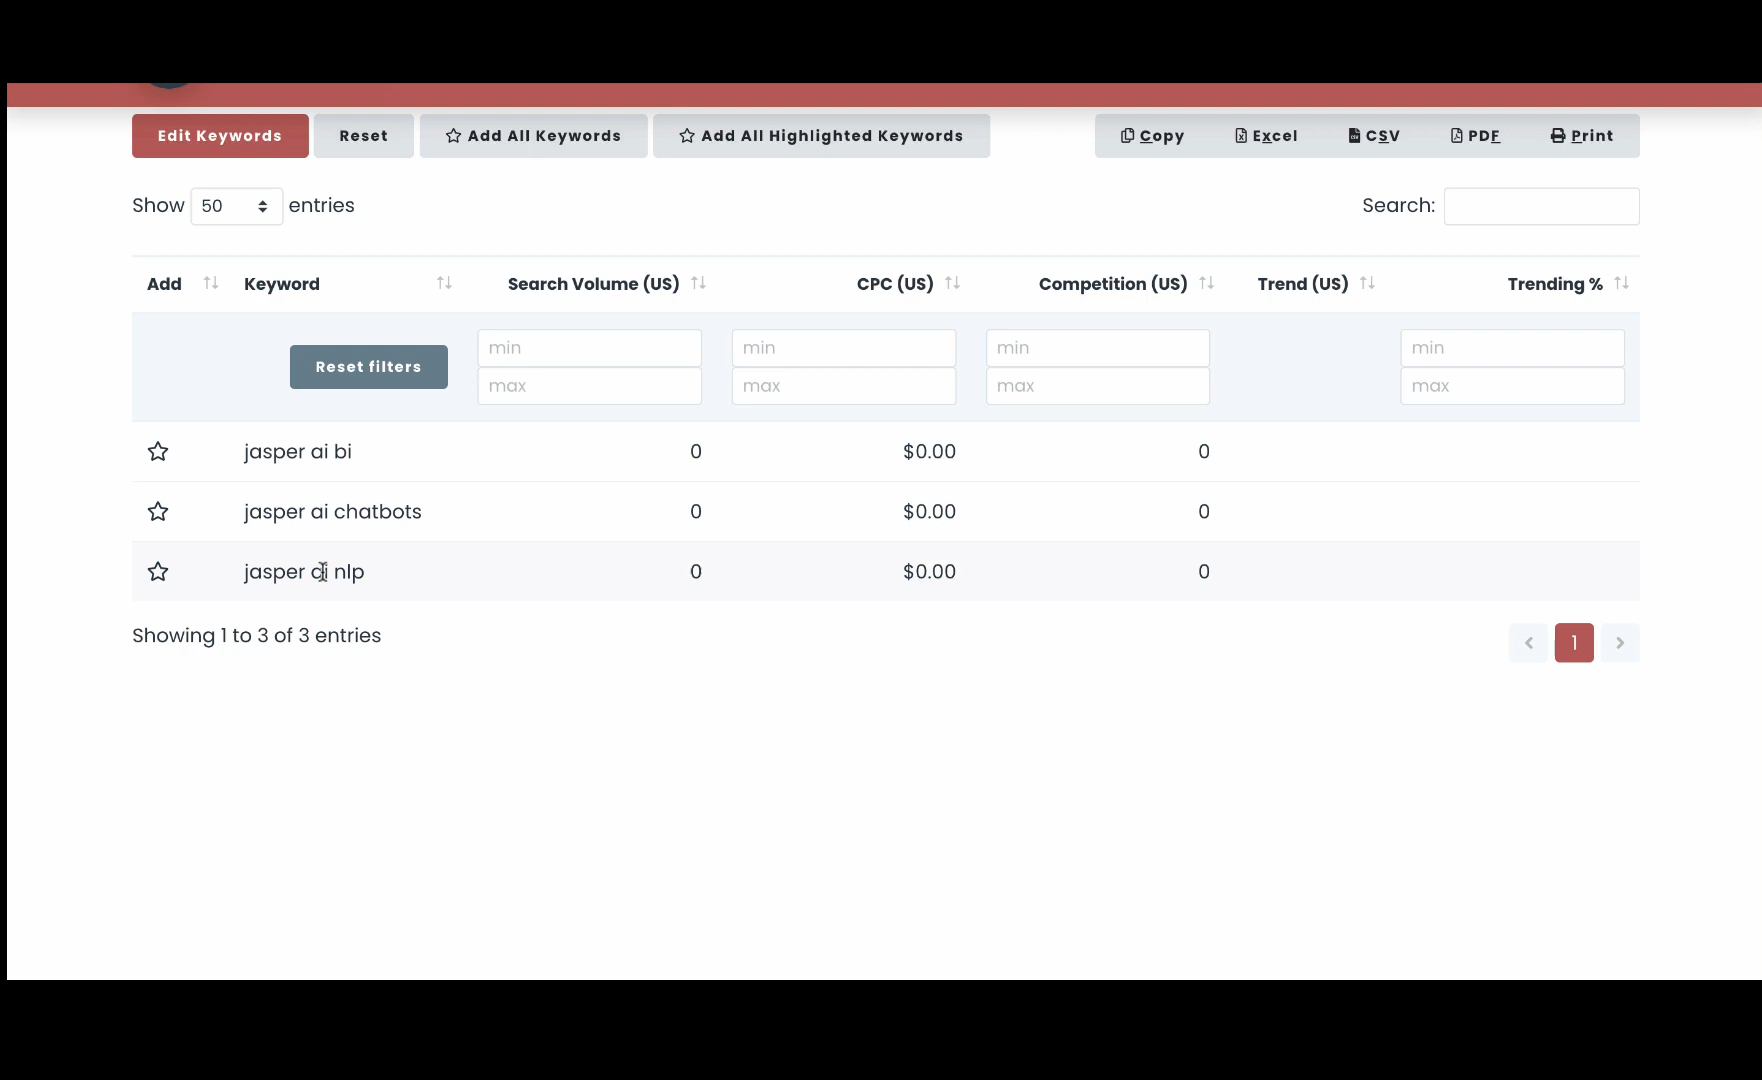 Edit Keywords Reset Add All Keywords Add All Highlighted Keywords Copy Excel CSV PDF Print
Show 50 entries Search:
Add Keyword Search Volume (US) CPC (US) Competition (US) Trend (US) Trending %
min min min min
Reset filters
max max max max
jasper ai bi 0 $0.00 0
jasper ai chatbots 0 $0.00 0
jasper ai nlp 0 $0.00 0
Showing 1 to 3 of 3 entries 1